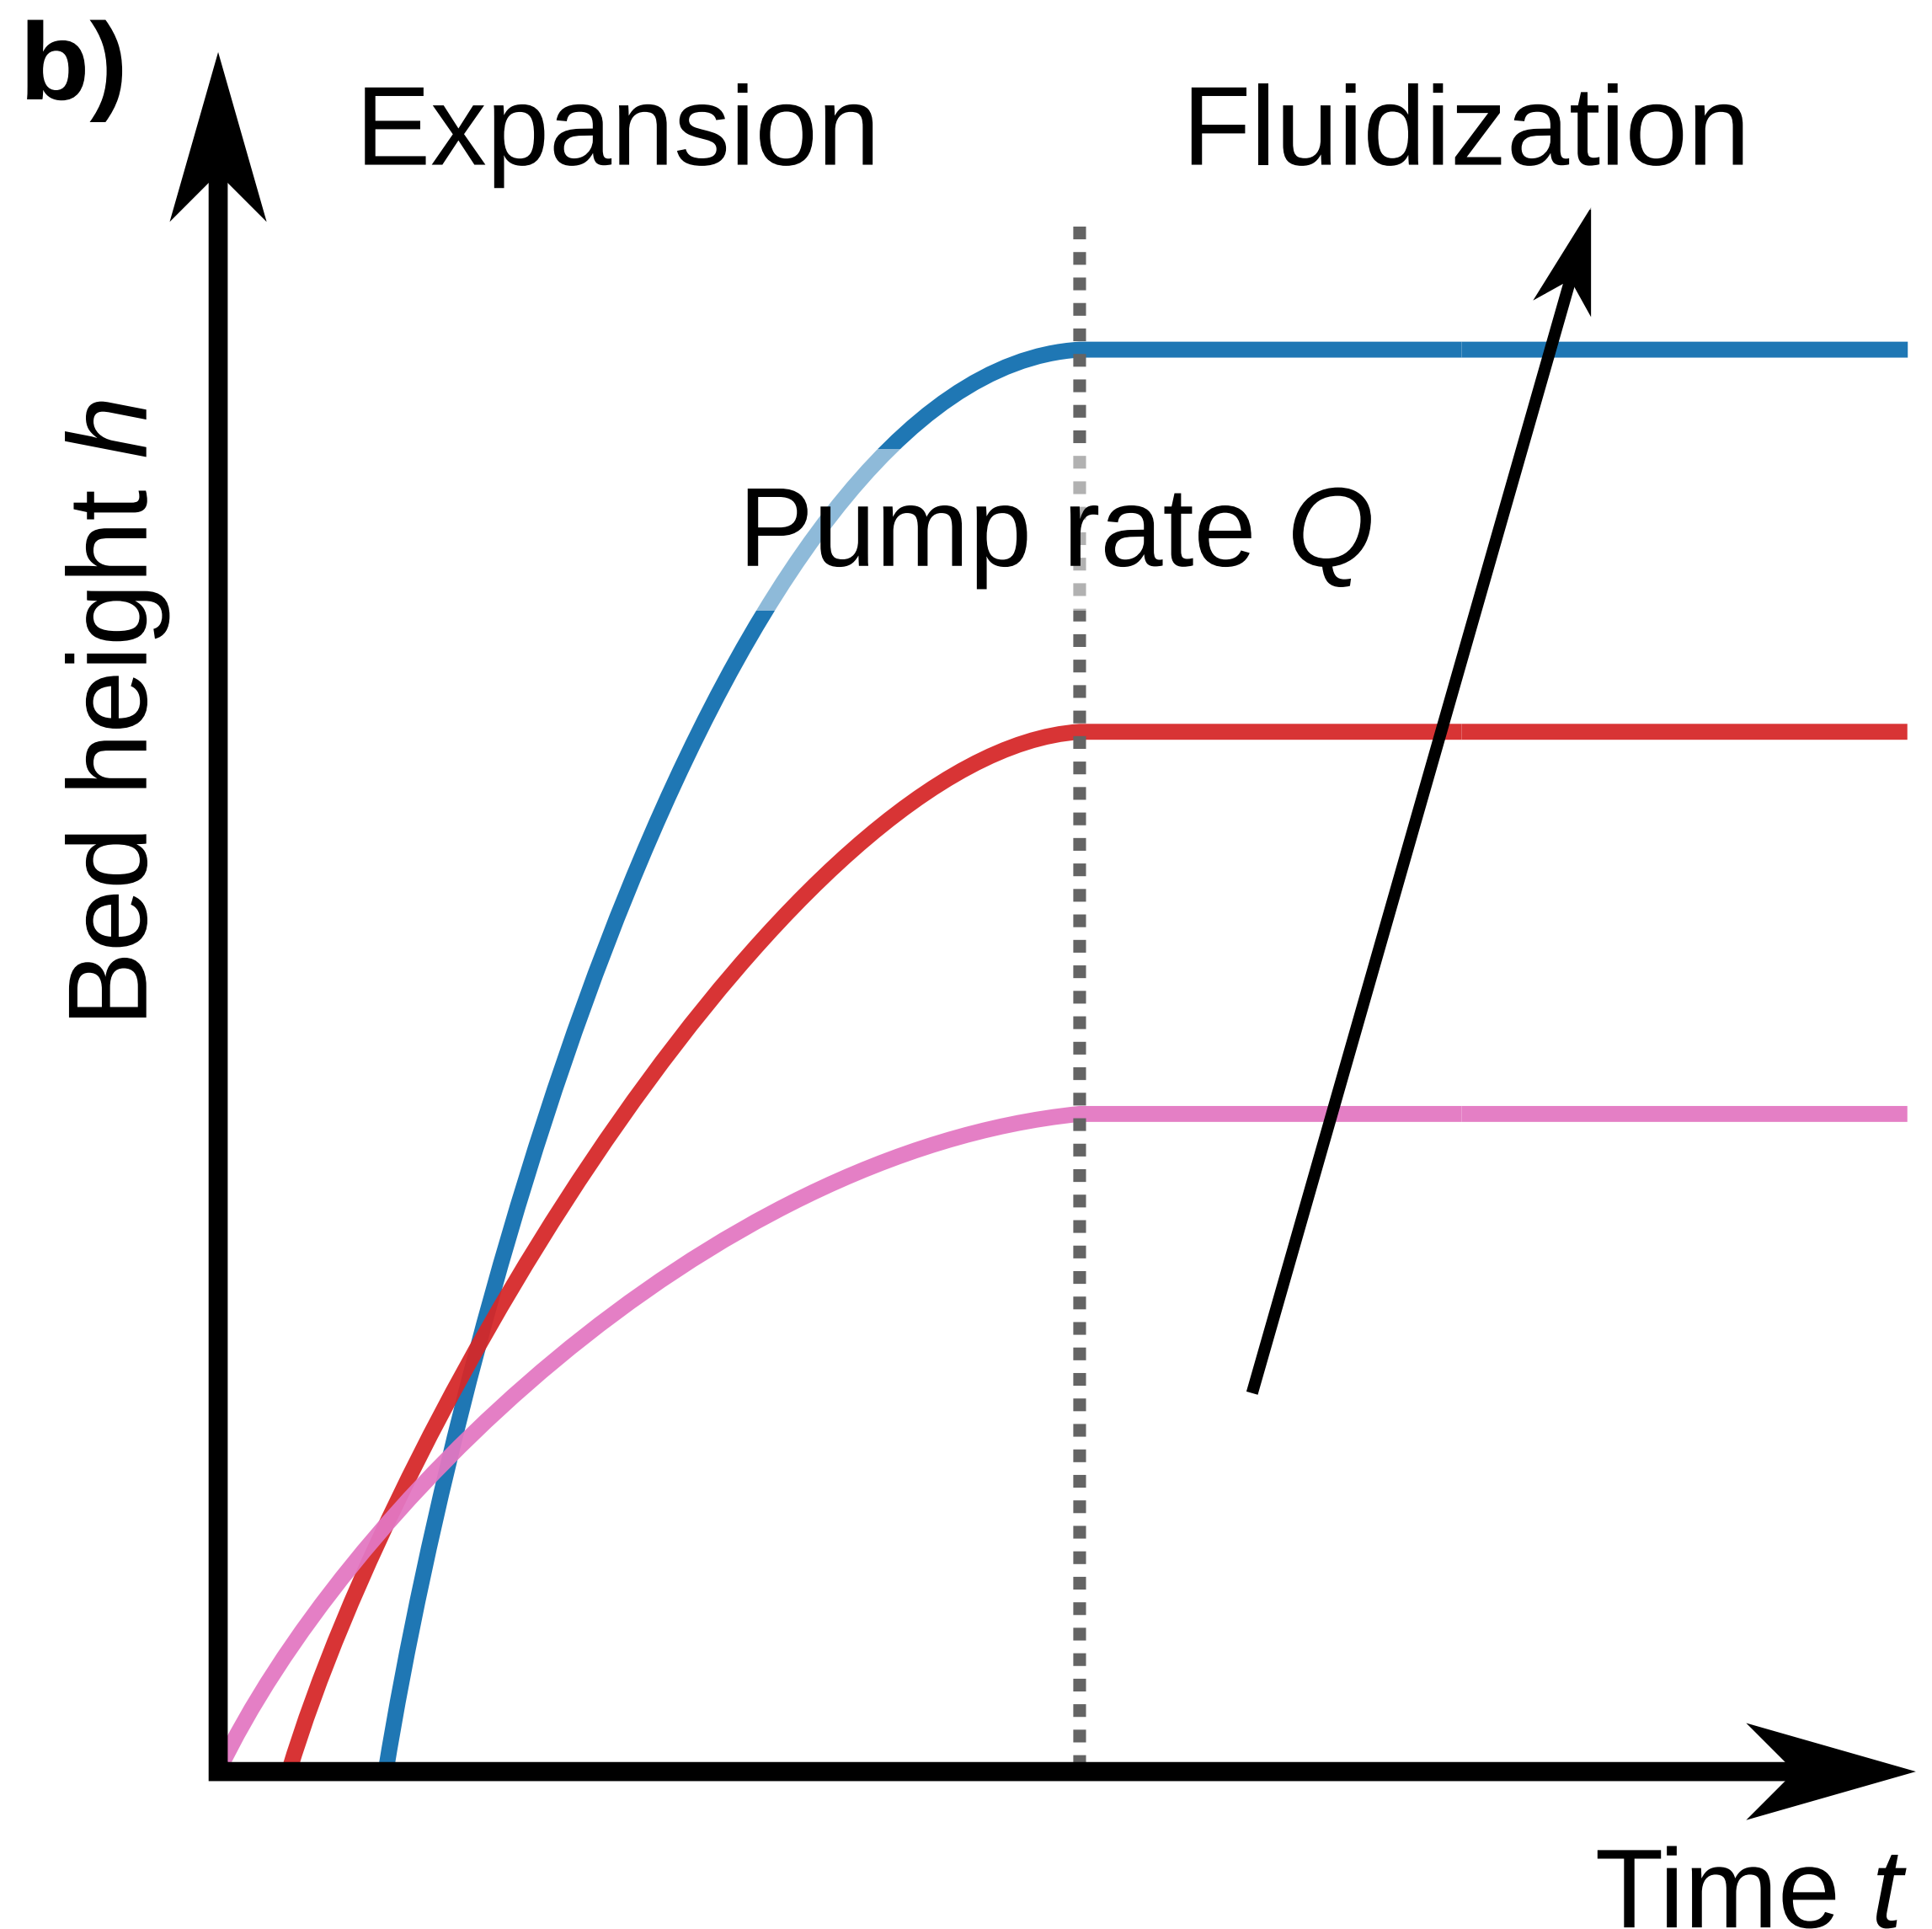 b)
Expansion
Fluidization
Pump rate Q
Bed height h
Time t